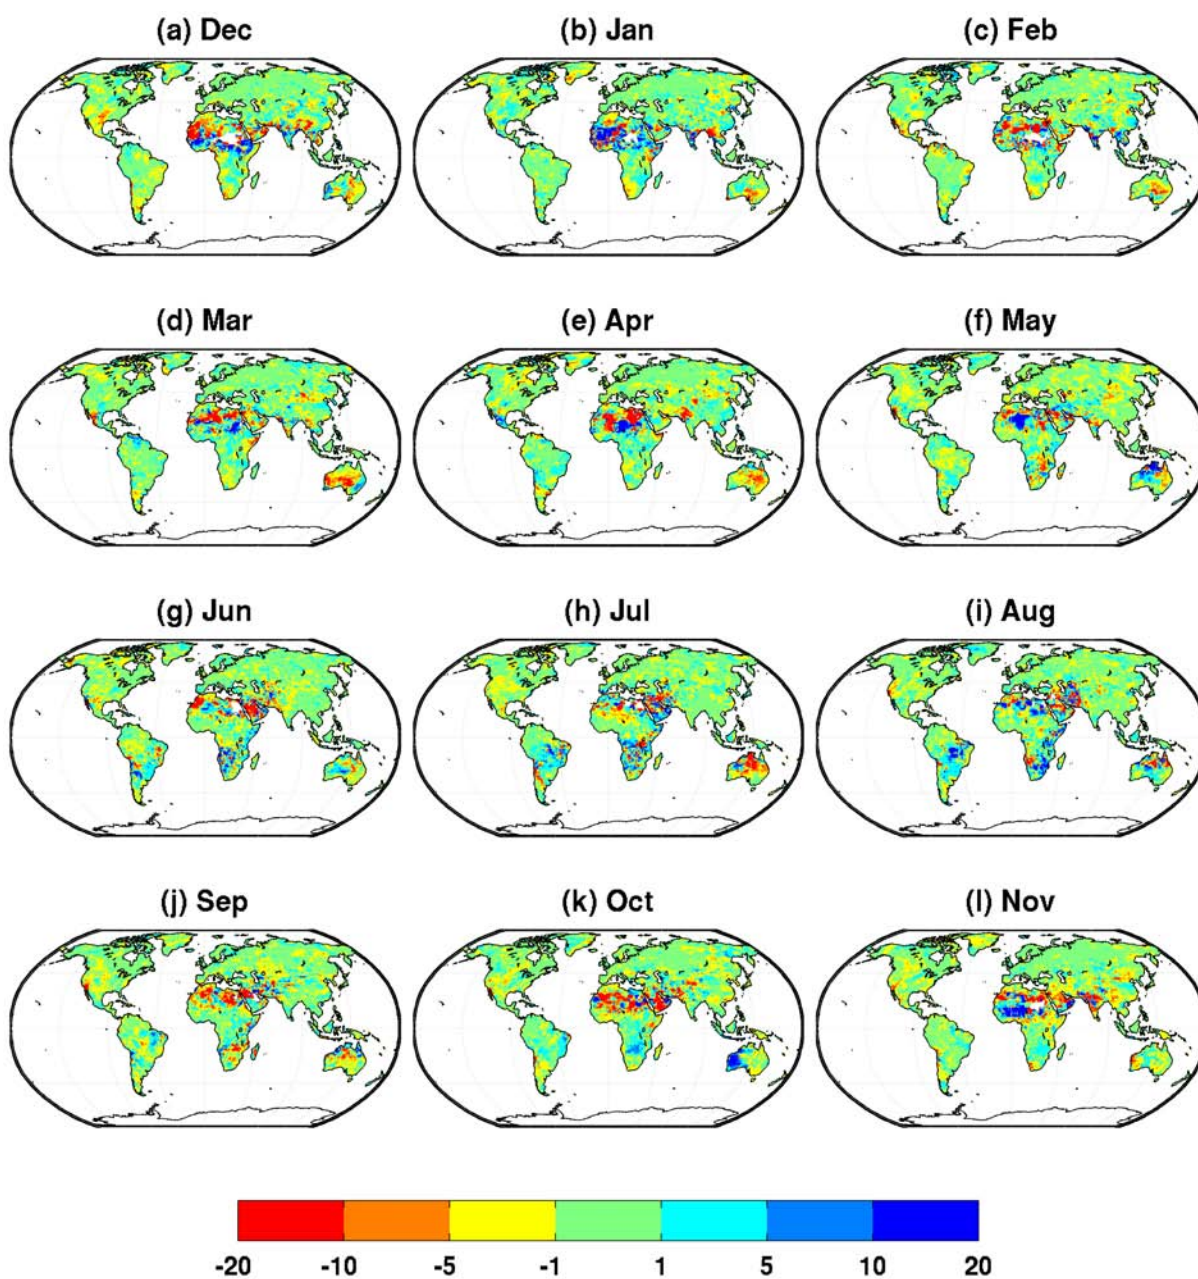 (a) Dec (b) Jan (c) Feb
(d) Mar (e) Apr (f) May
(g) Jun (h) Jul (i) Aug
(j) Sep (k) Oct (l) Nov
-20 -10 -5 -1 1 5 10 20